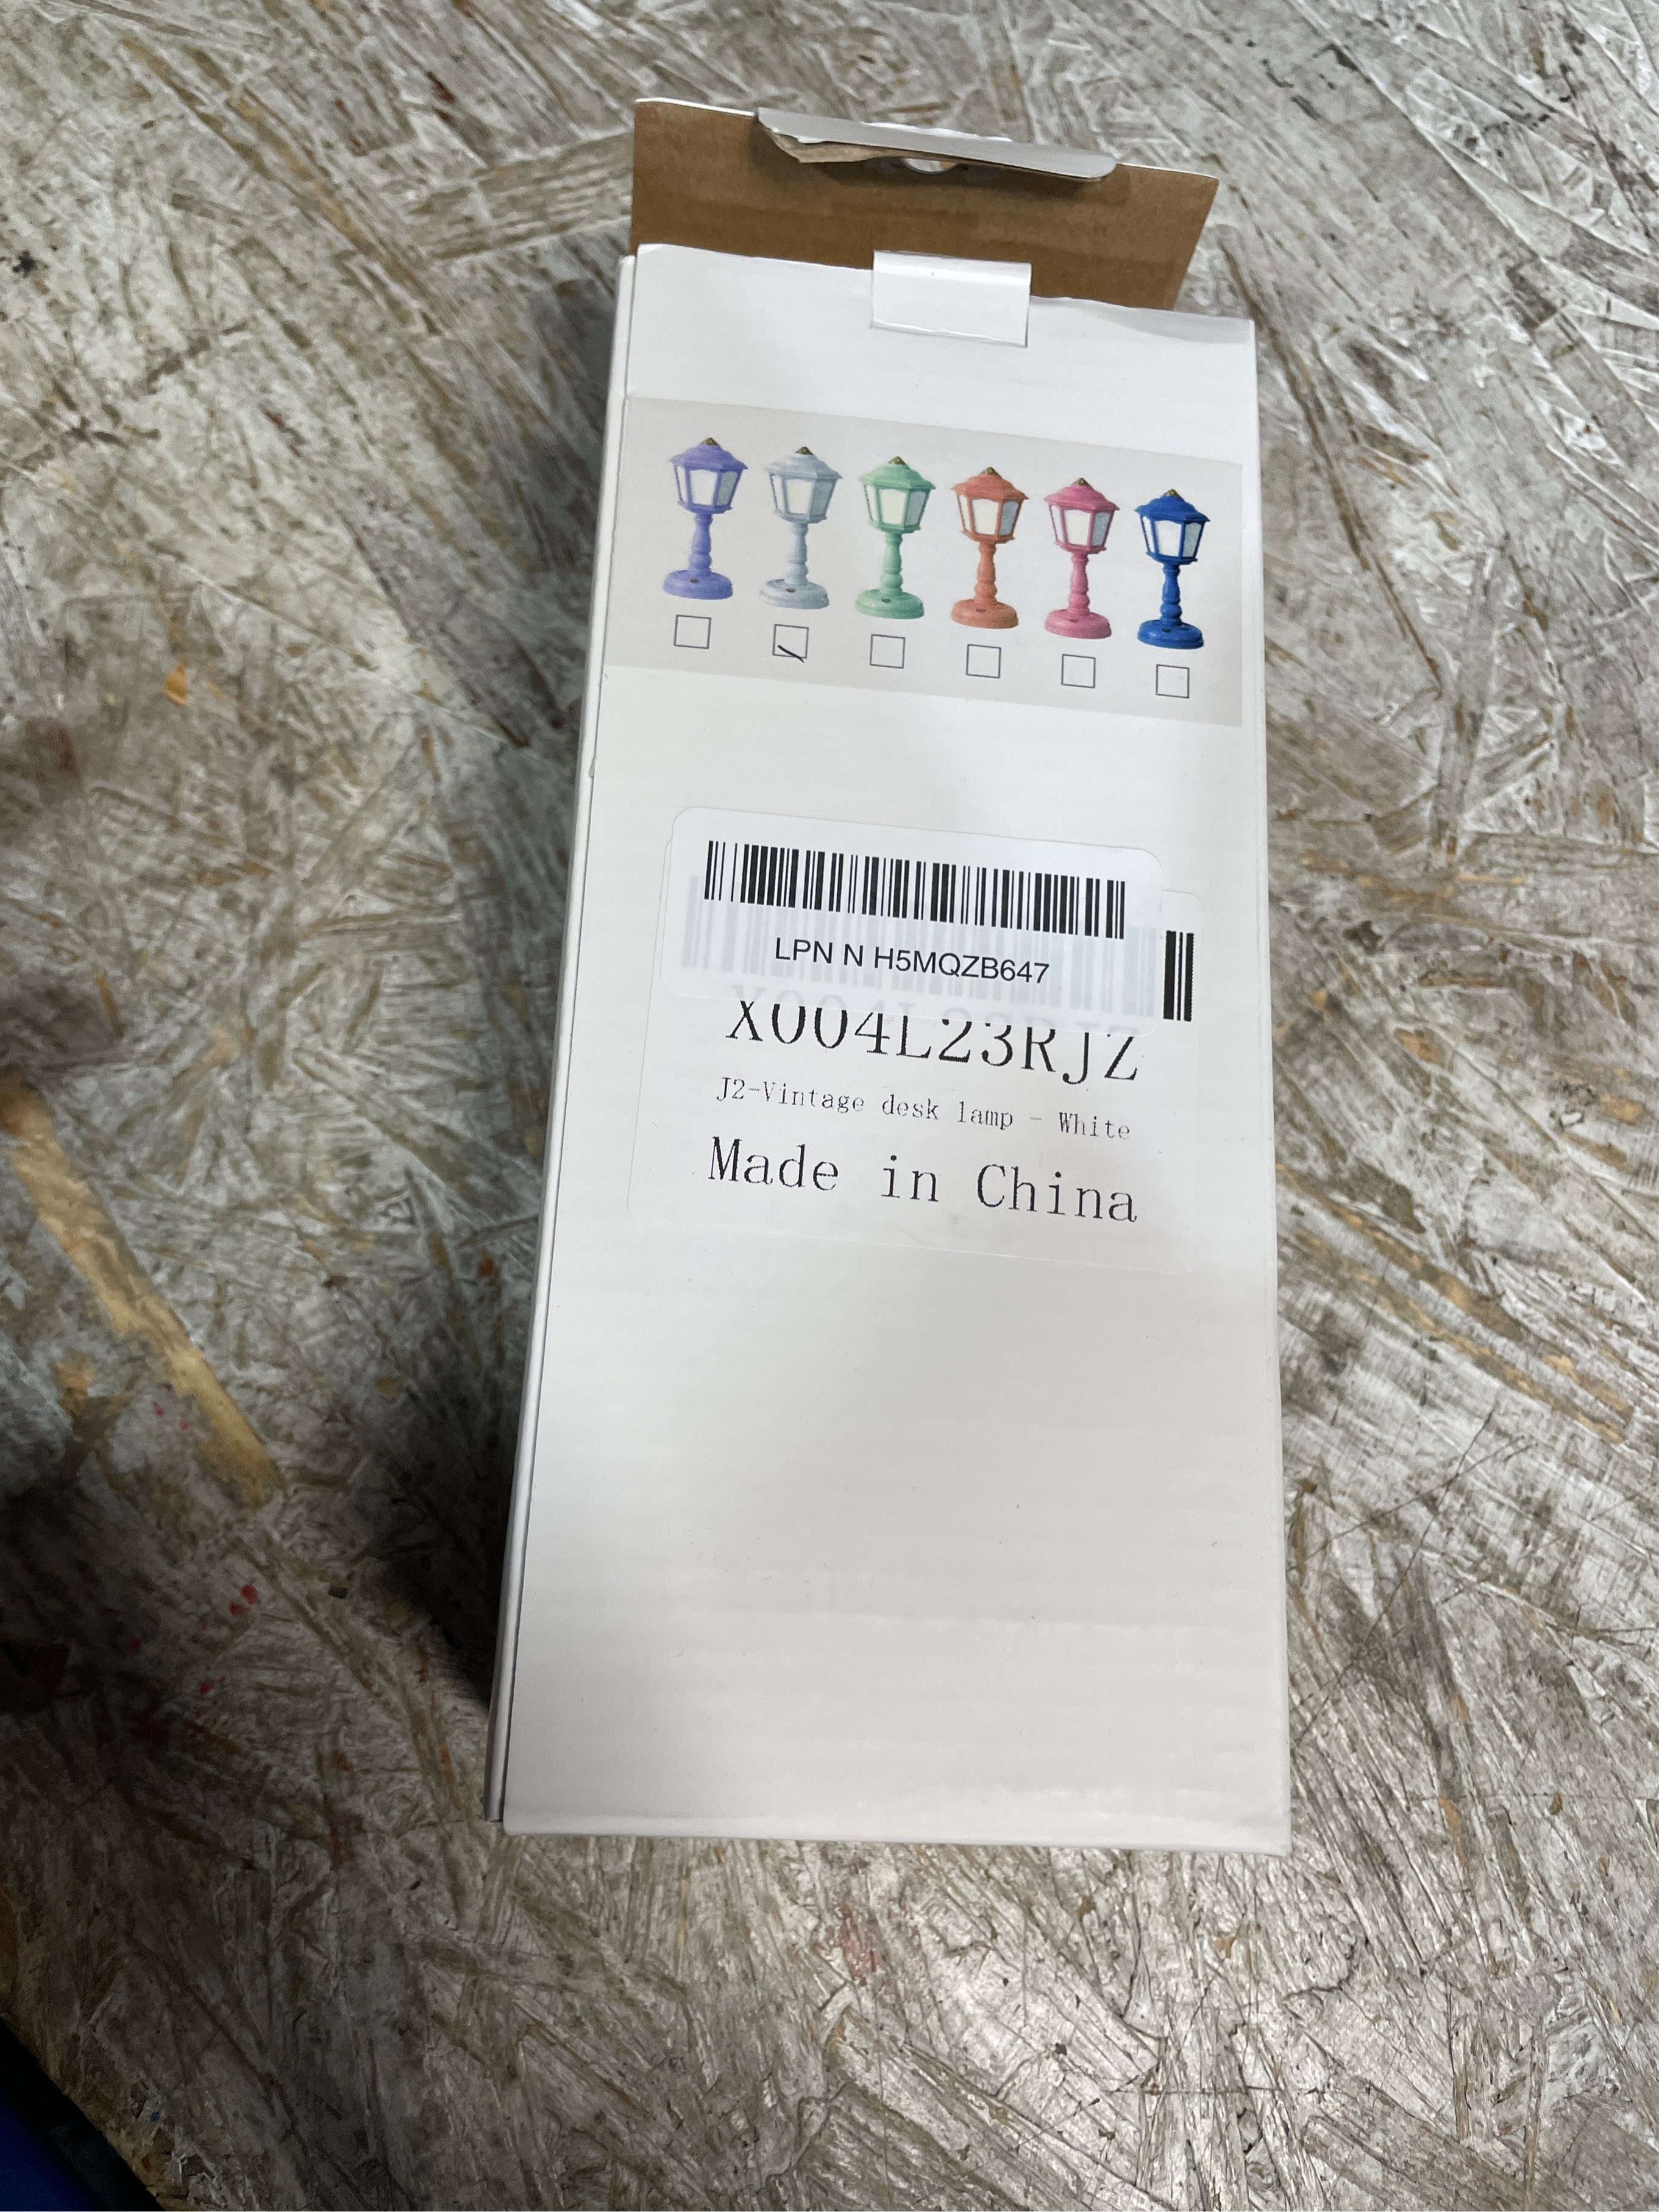 LPN N H5MQZB647
X004L23RJZ
J2-Vintage desk lamp - White
Made in China